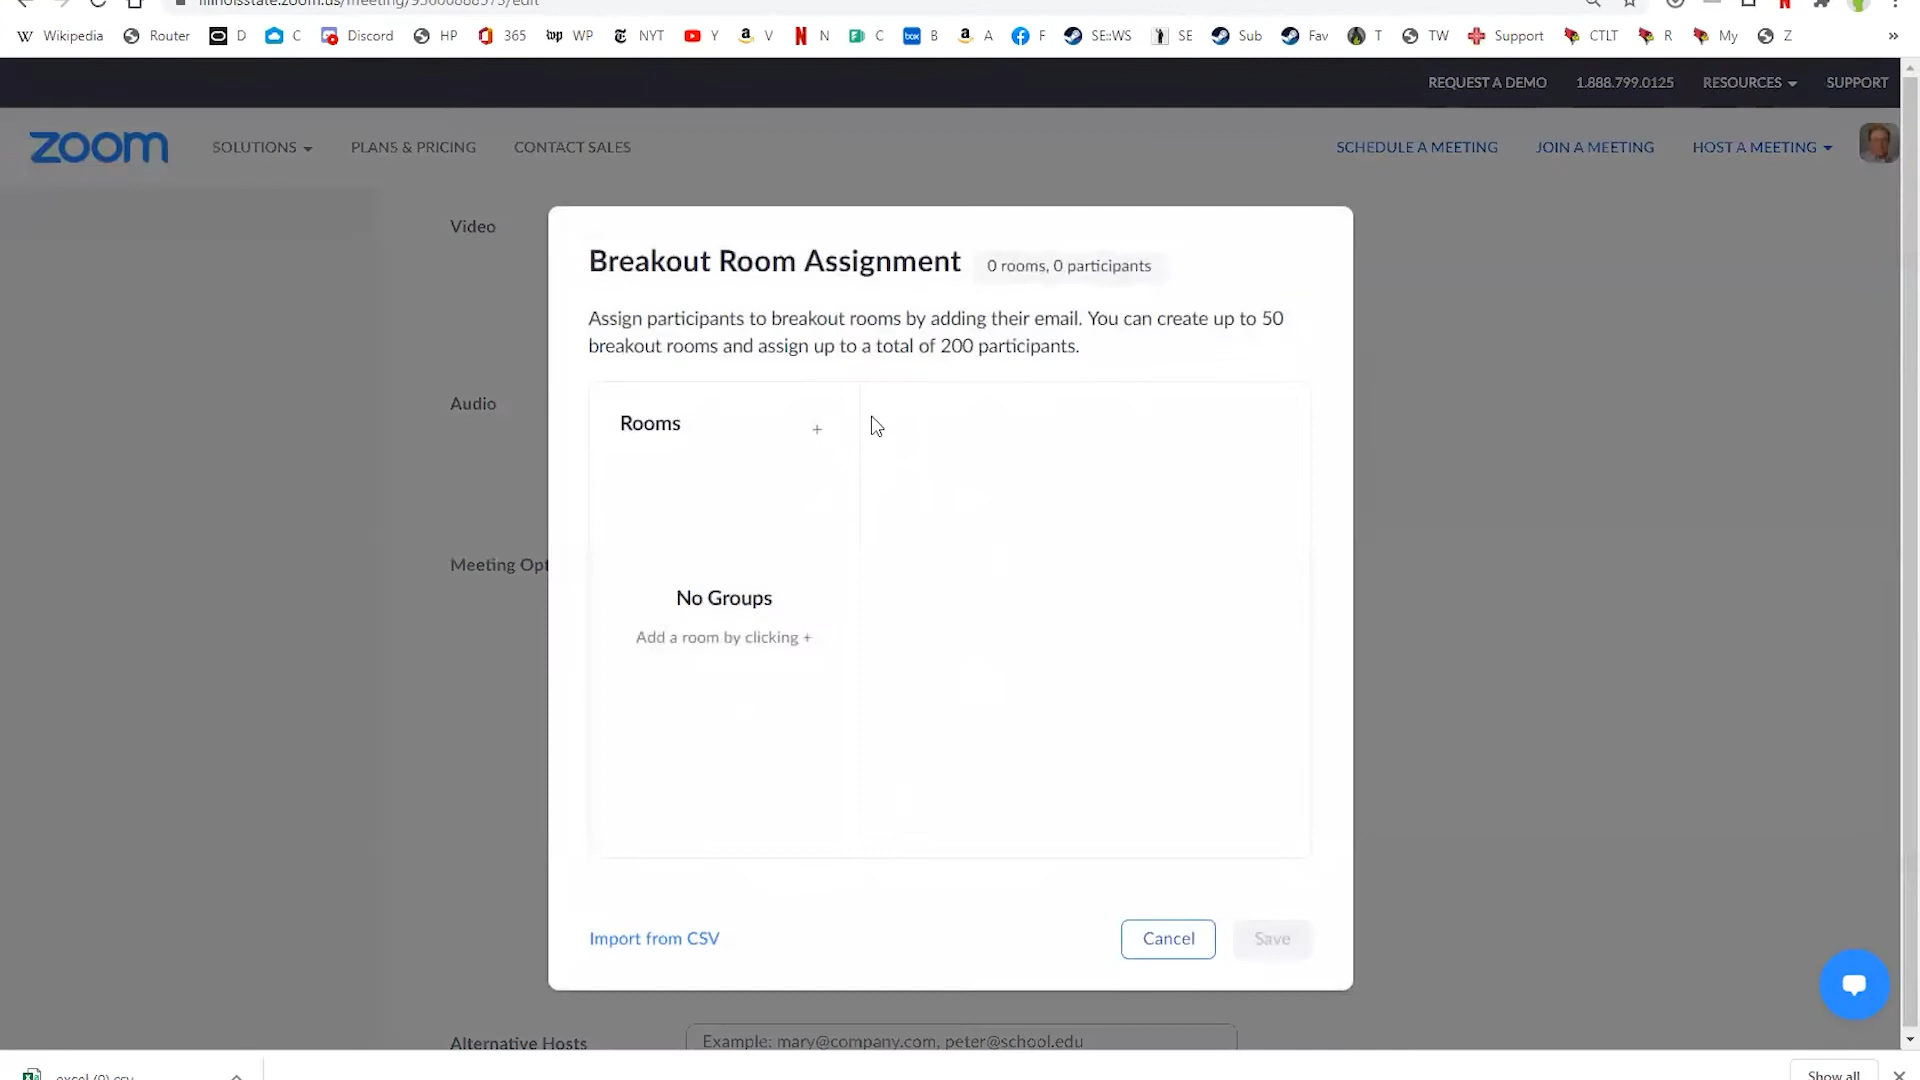 Wikipedia Router D C Discord HP 365 WP NYT Y V N C B A F SE::WS SE Sub Fav T TW Support CTLT R My Z »
REQUEST A DEMO 1.888.799.0125 RESOURCES SUPPORT
zoom SOLUTIONS PLANS & PRICING CONTACT SALES SCHEDULE A MEETING JOIN A MEETING HOST A MEETING
Video
Breakout Room Assignment 0 rooms, 0 participants
Assign participants to breakout rooms by adding their email. You can create up to 50
breakout rooms and assign up to a total of 200 participants.
Audio
Rooms +
Meeting Opt
No Groups
Add a room by clicking +
Import from CSV Cancel Save
Alternative Hosts Example: mary@company.com, peter@school.edu
excel (9).csv Show all